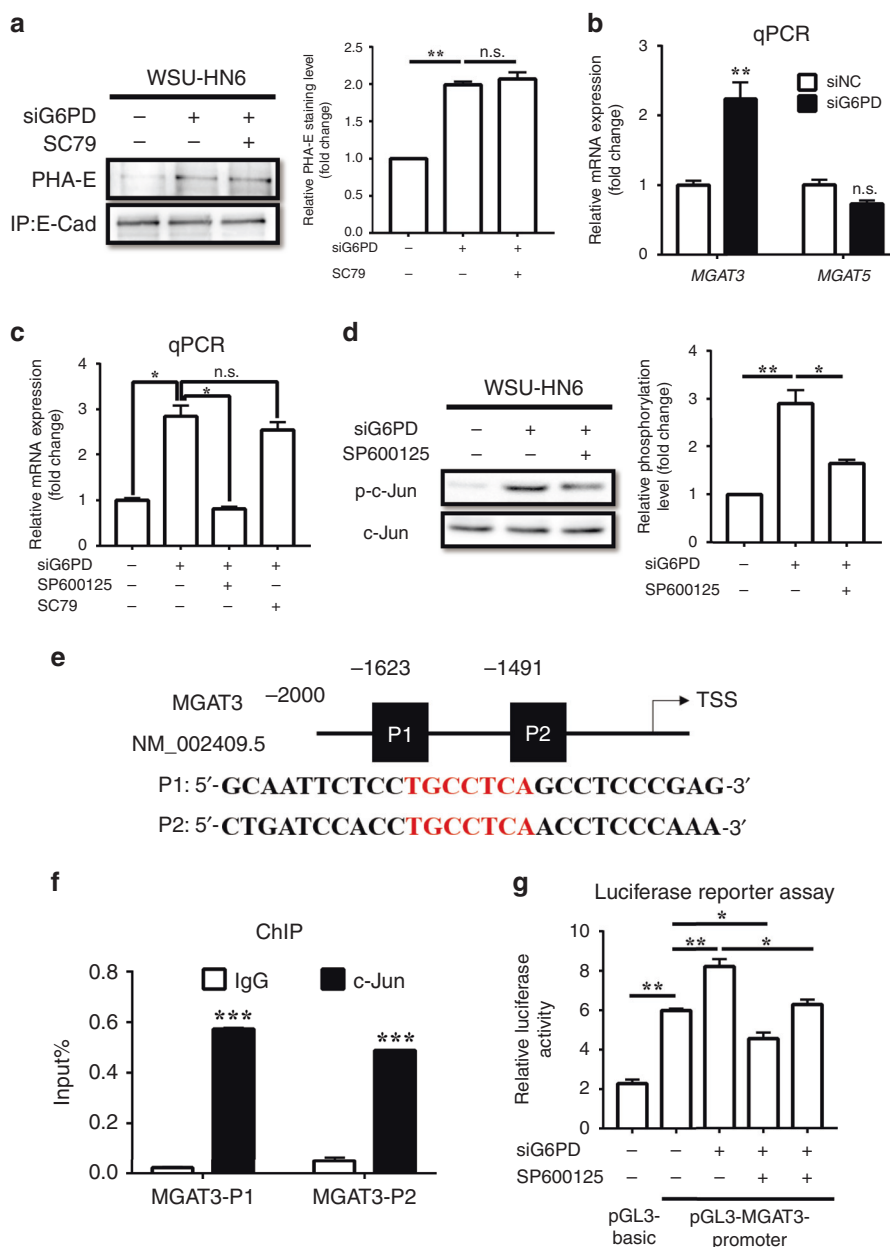 a
WSU-HN6
siG6PD – + +
SC79 – – +
PHA-E
IP:E-Cad
Relative PHA-E staining level
(fold change)
2.5
2.0
1.5
1.0
0.5
0.0
** n.s.
siG6PD – + +
SC79 – – +
b
qPCR
Relative mRNA expression
(fold change)
3
2
1
0
**
siNC
siG6PD
n.s.
MGAT3 MGAT5
c
qPCR
Relative mRNA expression
(fold change)
4
3
2
1
0
* * n.s.
siG6PD – + + +
SP600125 – – + –
SC79 – – – +
d
WSU-HN6
siG6PD – + +
SP600125 – – +
p-c-Jun
c-Jun
Relative phosphorylation
level (fold change)
4
3
2
1
0
** *
siG6PD – + +
SP600125 – – +
e
–1623 –1491
MGAT3 –2000
NM_002409.5
P1 P2 TSS
P1: 5′-GCAATTCTCCTGCCTCAGCCTCCCGAG-3′
P2: 5′-CTGATCCACCTGCCTCAACCTCCCAAA-3′
f
ChIP
Input%
0.8
0.6
0.4
0.2
0.0
IgG c-Jun
*** ***
MGAT3-P1 MGAT3-P2
g
Luciferase reporter assay
Relative luciferase
activity
10
8
6
4
2
0
*
** *
**
siG6PD – – + + +
SP600125 – – – + +
pGL3-
basic
pGL3-MGAT3-
promoter